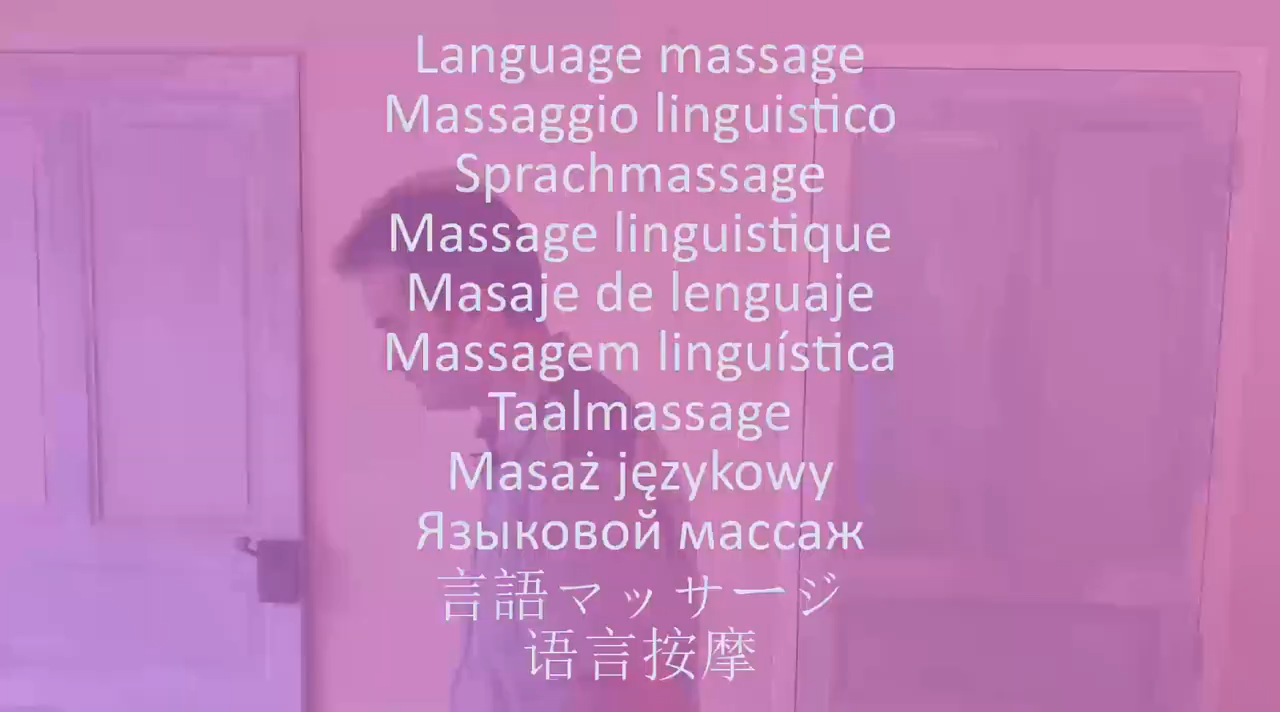 Language massage
Massaggio linguistico
Sprachmassage
Massage linguistique
Masaje de lenguaje
Massagem linguística
Taalmassage
Masaż językowy
Языковой массаж
言語マッサージ
语言按摩